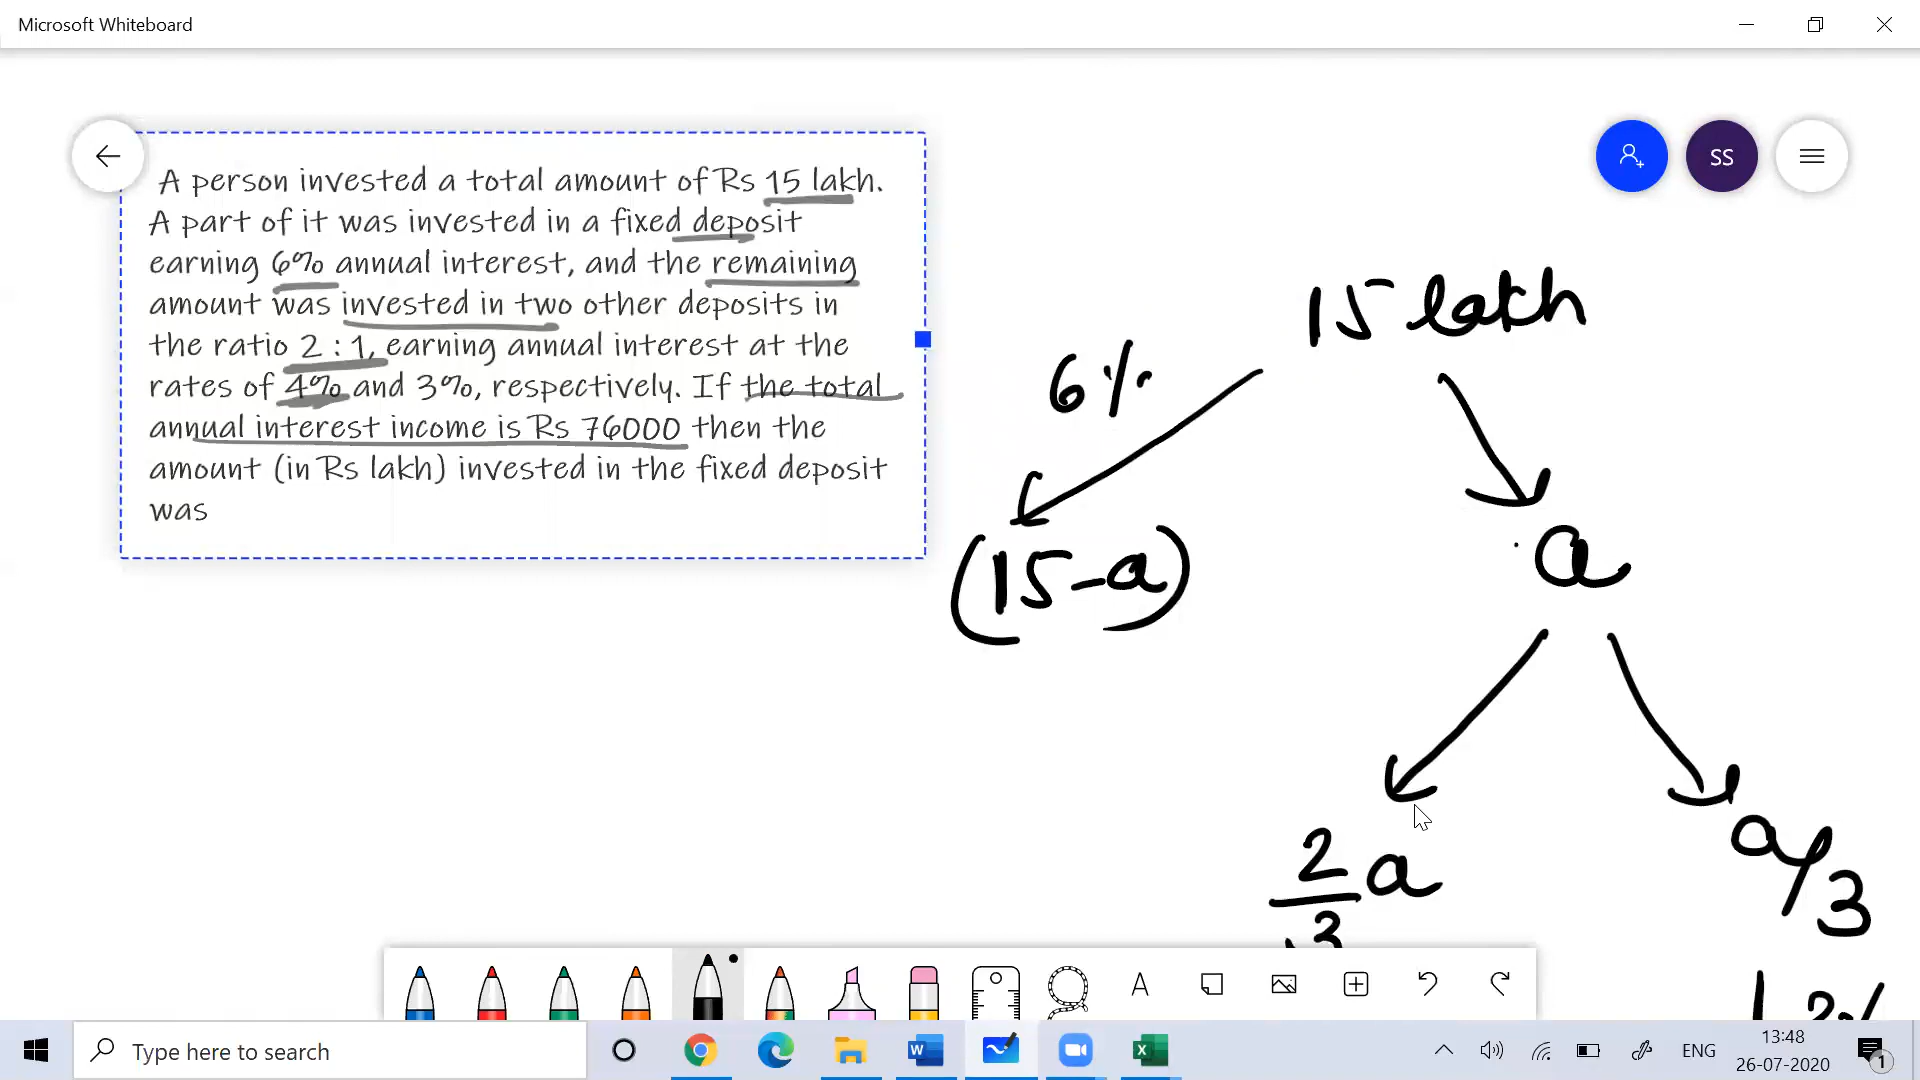 Microsoft Whiteboard
SS
A person invested a total amount of Rs 15 lakh.
A part of it was invested in a fixed deposit
earning 6% annual interest, and the remaining
amount was invested in two other deposits in
the ratio 2 : 1, earning annual interest at the
rates of 4% and 3%, respectively. If the total
annual interest income is Rs 76000 then the
amount (in Rs lakh) invested in the fixed deposit
was
15 lakh
6%
(15-a)
a
2/3 a
a/3
Type here to search
ENG
13:48
26-07-2020
1